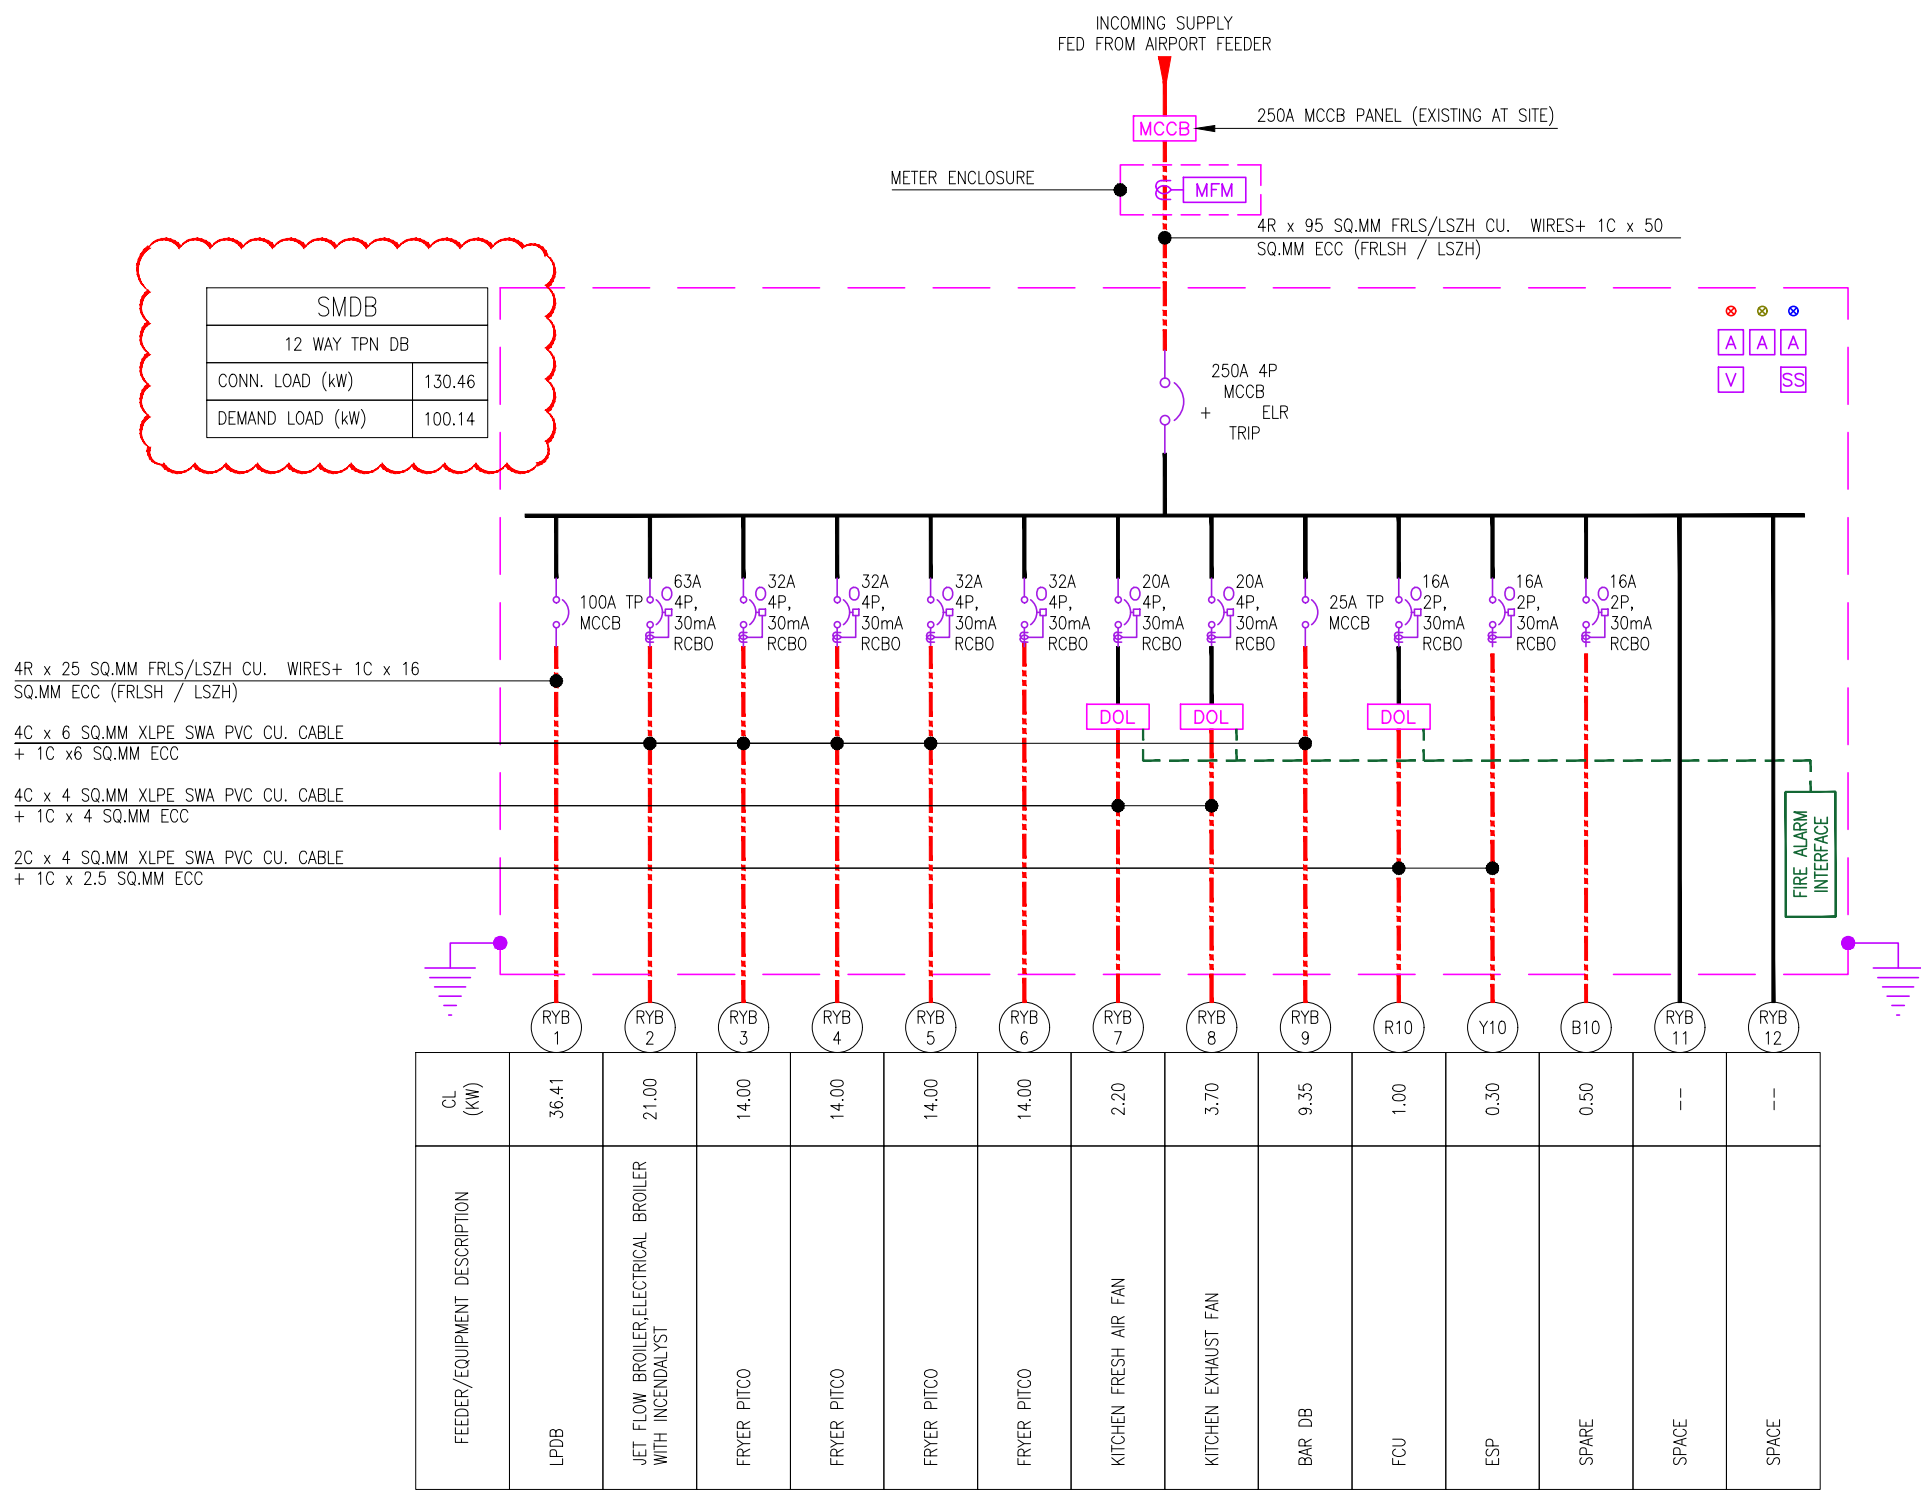 INCOMING SUPPLY
FED FROM AIRPORT FEEDER
MCCB
250A MCCB PANEL (EXISTING AT SITE)
METER ENCLOSURE
MFM
4R x 95 SQ.MM FRLS/LSZH CU. WIRES+ 1C x 50
SQ.MM ECC (FRLSH / LSZH)
SMDB
12 WAY TPN DB
CONN. LOAD (kW) 130.46
DEMAND LOAD (kW) 100.14
A A A
V SS
250A 4P
MCCB
+ ELR
TRIP
100A TP
MCCB
63A
4P,
30mA
RCBO
32A
4P,
30mA
RCBO
32A
4P,
30mA
RCBO
32A
4P,
30mA
RCBO
32A
4P,
30mA
RCBO
20A
4P,
30mA
RCBO
20A
4P,
30mA
RCBO
25A TP
MCCB
16A
2P,
30mA
RCBO
16A
2P,
30mA
RCBO
16A
2P,
30mA
RCBO
4R x 25 SQ.MM FRLS/LSZH CU. WIRES+ 1C x 16
SQ.MM ECC (FRLSH / LSZH)
DOL DOL DOL
4C x 6 SQ.MM XLPE SWA PVC CU. CABLE
+ 1C x6 SQ.MM ECC
4C x 4 SQ.MM XLPE SWA PVC CU. CABLE
+ 1C x 4 SQ.MM ECC
2C x 4 SQ.MM XLPE SWA PVC CU. CABLE
+ 1C x 2.5 SQ.MM ECC
FIRE ALARM
INTERFACE
RYB
1
RYB
2
RYB
3
RYB
4
RYB
5
RYB
6
RYB
7
RYB
8
RYB
9
R10
Y10
B10
RYB
11
RYB
12
CL
(KW)
36.41
21.00
14.00
14.00
14.00
14.00
2.20
3.70
9.35
1.00
0.30
0.50
--
--
FEEDER/EQUIPMENT DESCRIPTION
LPDB
JET FLOW BROILER,ELECTRICAL BROILER
WITH INCENDALYST
FRYER PITCO
FRYER PITCO
FRYER PITCO
FRYER PITCO
KITCHEN FRESH AIR FAN
KITCHEN EXHAUST FAN
BAR DB
FCU
ESP
SPARE
SPACE
SPACE